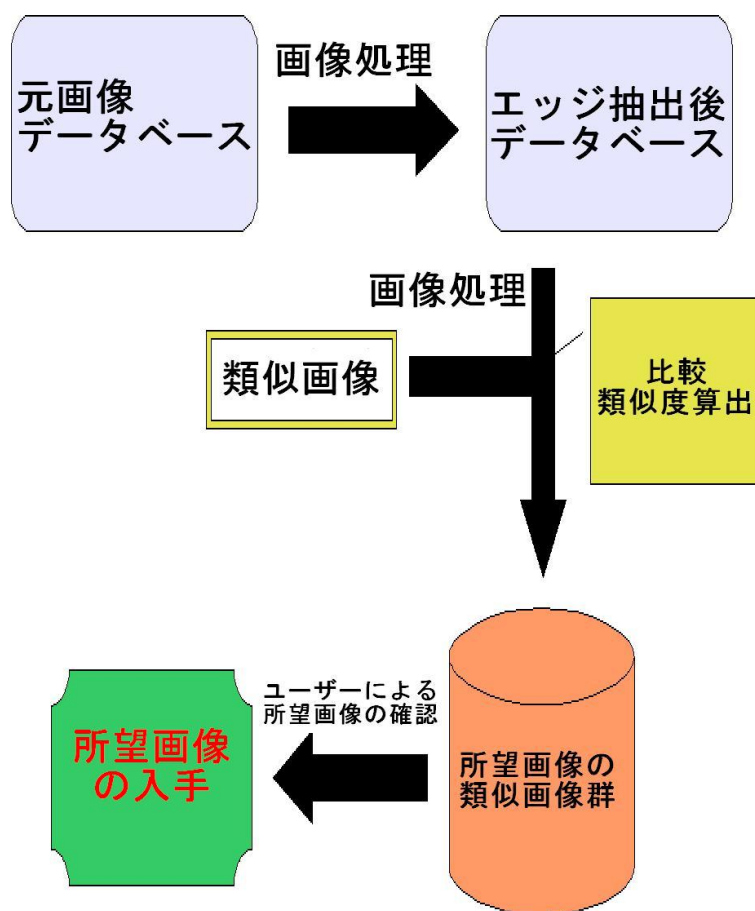 元画像
データベース
画像処理
エッジ抽出後
データベース
画像処理
類似画像
比較
類似度算出
ユーザーによる
所望画像の確認
所望画像
の入手
所望画像の
類似画像群